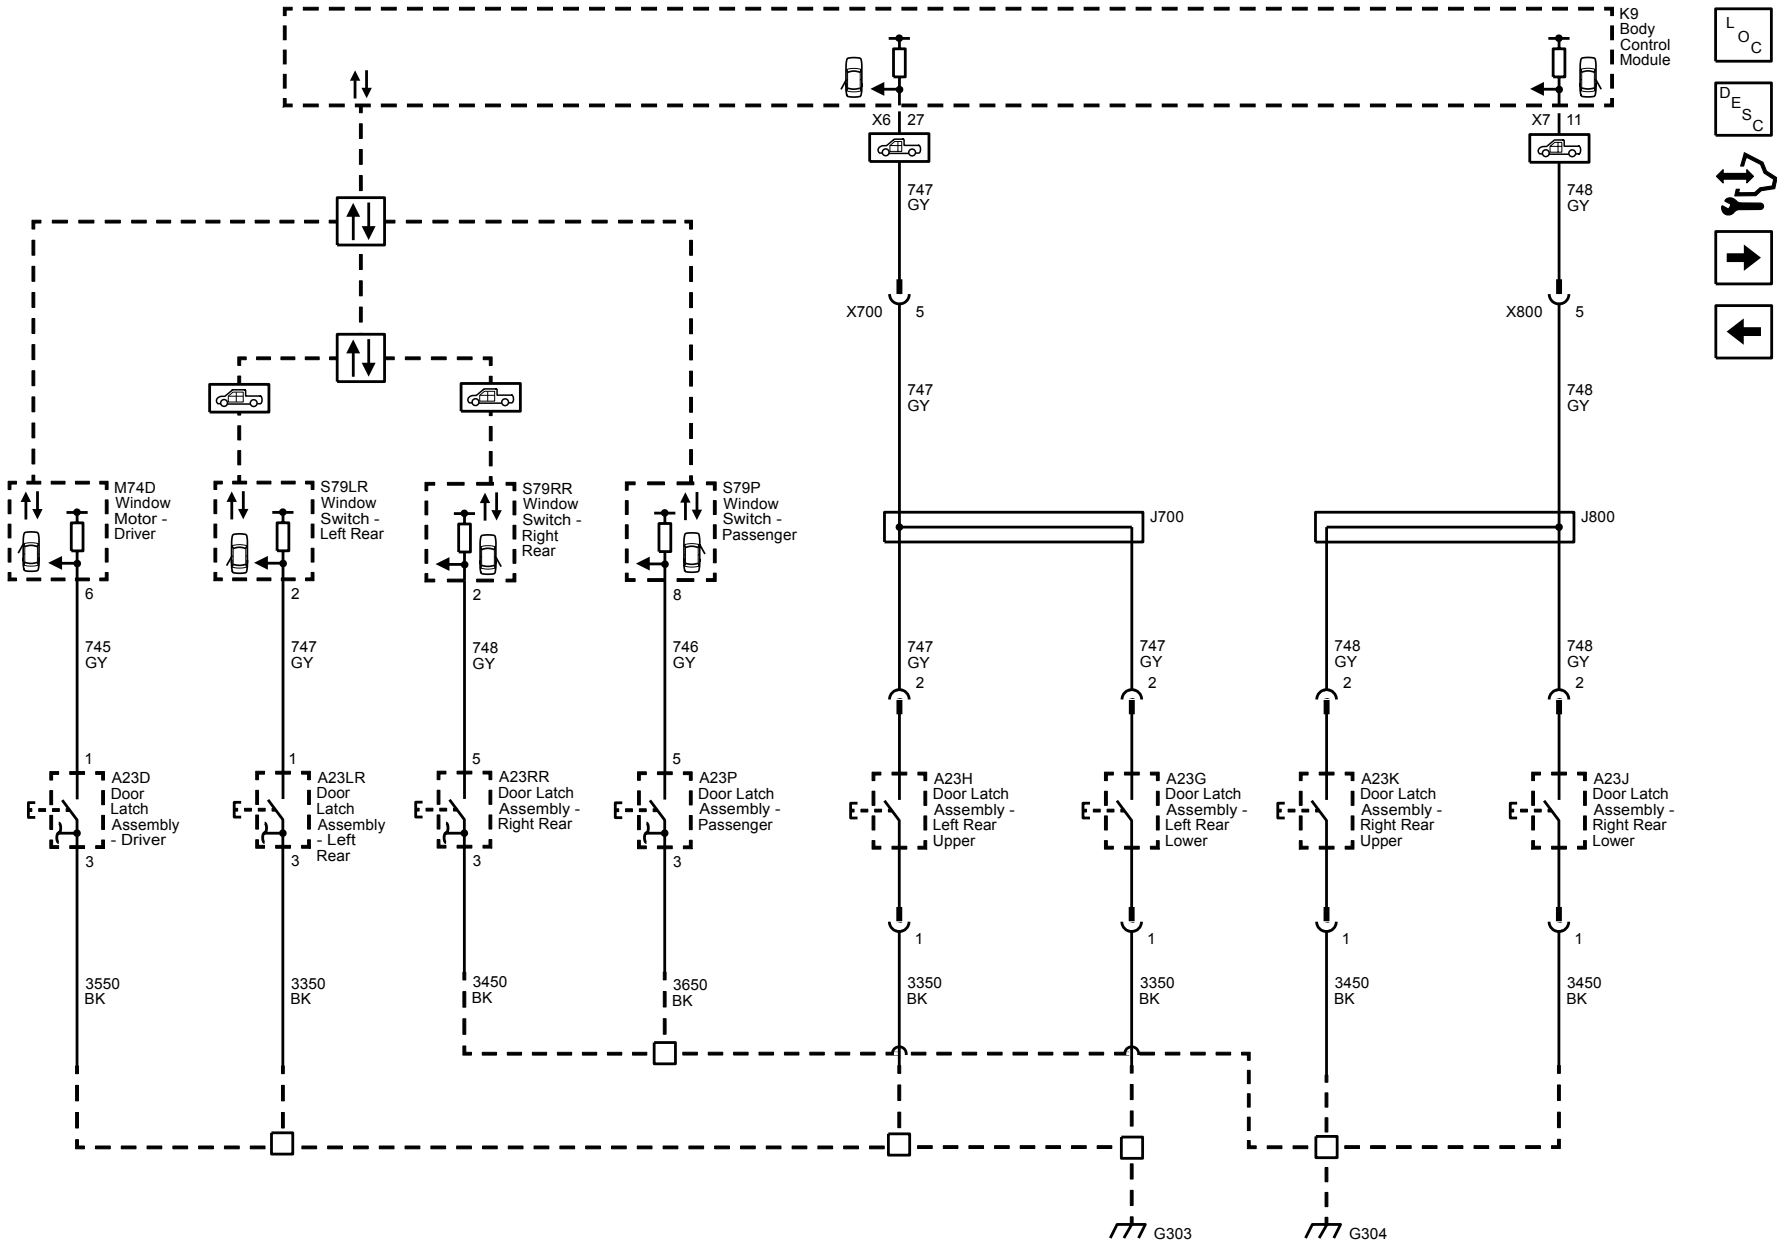 K9
Body
Control
Module
L
O
C
D
E
S
C
X6 27
X7 11
747
GY
748
GY
X700 5
X800 5
747
GY
748
GY
M74D
Window
Motor -
Driver
S79LR
Window
Switch -
Left Rear
S79RR
Window
Switch -
Right
Rear
S79P
Window
Switch -
Passenger
J700
J800
6
2
2
8
745
GY
747
GY
748
GY
746
GY
747
GY
747
GY
748
GY
748
GY
2
2
2
2
1
1
5
5
A23D
Door
Latch
Assembly
- Driver
A23LR
Door
Latch
Assembly
- Left
Rear
A23RR
Door Latch
Assembly -
Right Rear
A23P
Door Latch
Assembly -
Passenger
A23H
Door Latch
Assembly -
Left Rear
Upper
A23G
Door Latch
Assembly -
Left Rear
Lower
A23K
Door Latch
Assembly -
Right Rear
Upper
A23J
Door Latch
Assembly -
Right Rear
Lower
3
3
3
3
1
1
1
1
3550
BK
3350
BK
3450
BK
3650
BK
3350
BK
3350
BK
3450
BK
3450
BK
G303
G304